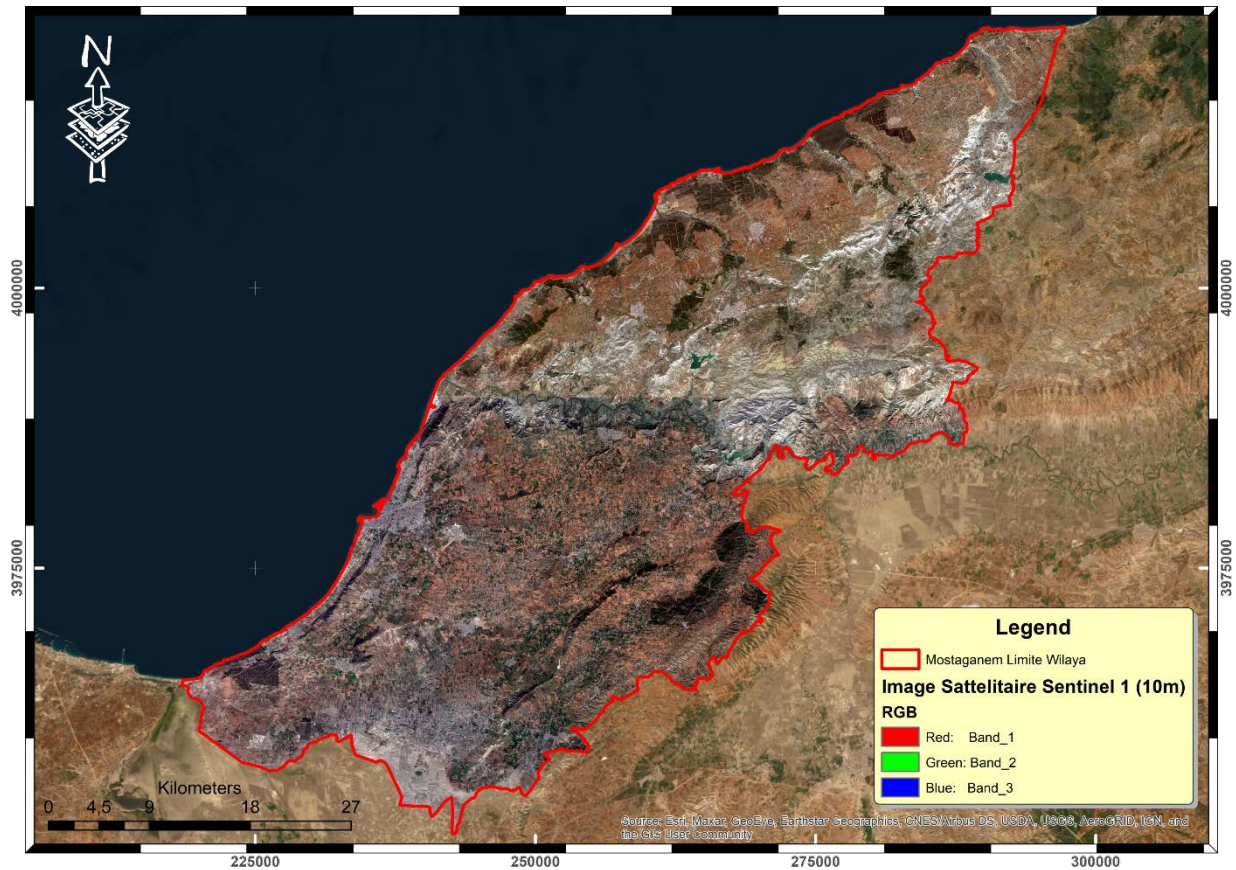 N
4000000
4000000
3975000
3975000
Legend
Mostaganem Limite Wilaya
Image Sattelitaire Sentinel 1 (10m)
RGB
Red: Band_1
Green: Band_2
Blue: Band_3
Kilometers
0 4,5 9 18 27
Source: Esri, Maxar, GeoEye, Earthstar Geographics, CNES/Airbus DS, USDA, USGS, AeroGRID, IGN, and
the GIS User Community
225000 250000 275000 300000